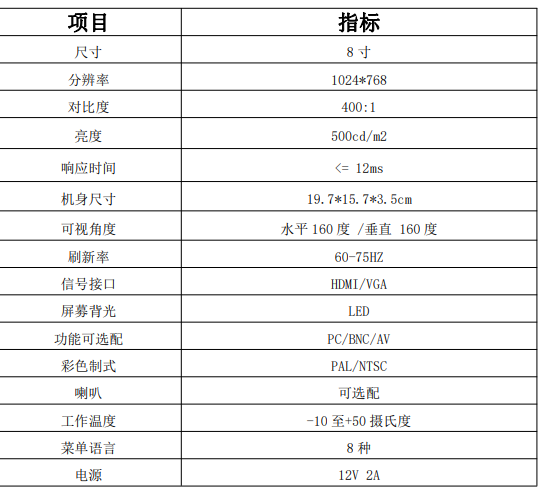 项目 指标
尺寸 8 寸
分辨率 1024*768
对比度 400:1
亮度 500cd/m2
响应时间 <= 12ms
机身尺寸 19.7*15.7*3.5cm
可视角度 水平 160 度 /垂直 160 度
刷新率 60-75HZ
信号接口 HDMI/VGA
屏幕背光 LED
功能可选配 PC/BNC/AV
彩色制式 PAL/NTSC
喇叭 可选配
工作温度 -10 至+50 摄氏度
菜单语言 8 种
电源 12V 2A